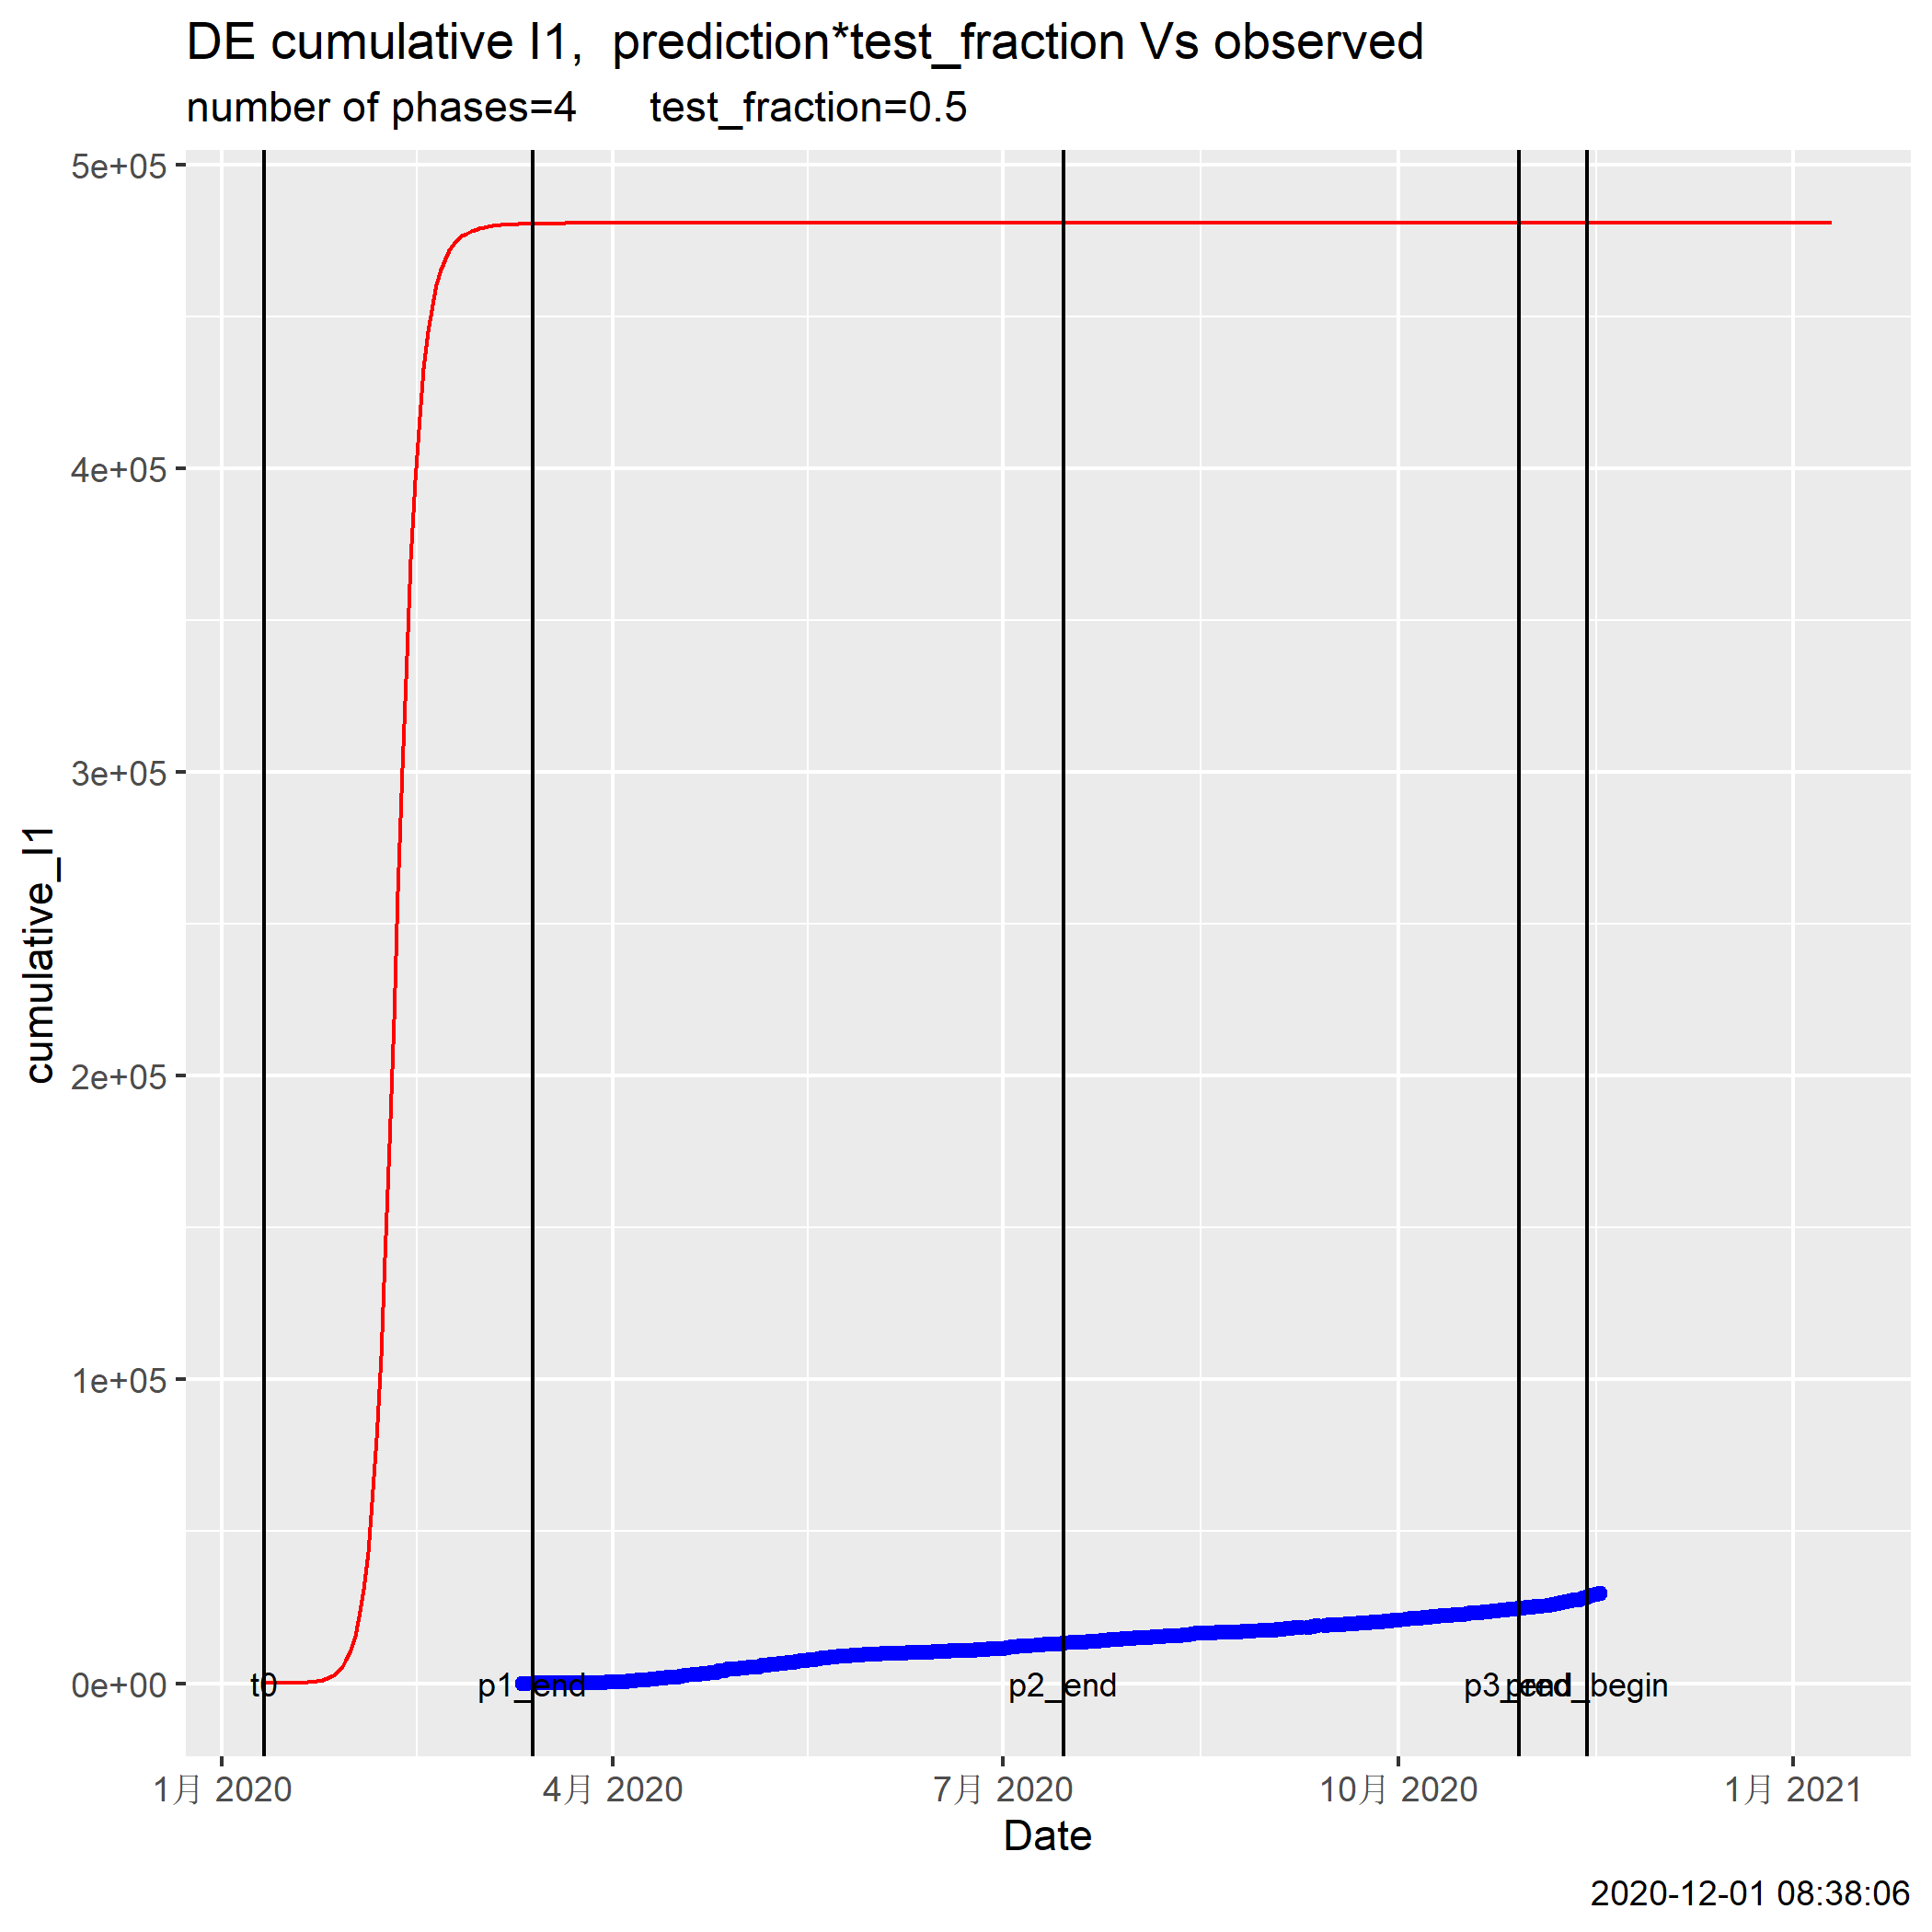 DE cumulative I1,  prediction*test_fraction Vs observed
number of phases=4      test_fraction=0.5
5e+05
4e+05
3e+05
2e+05
1e+05
0e+00
cumulative_I1
t0
p1_end
p2_end
p3_end
pred_begin
1月 2020
4月 2020
7月 2020
10月 2020
1月 2021
Date
2020-12-01 08:38:06